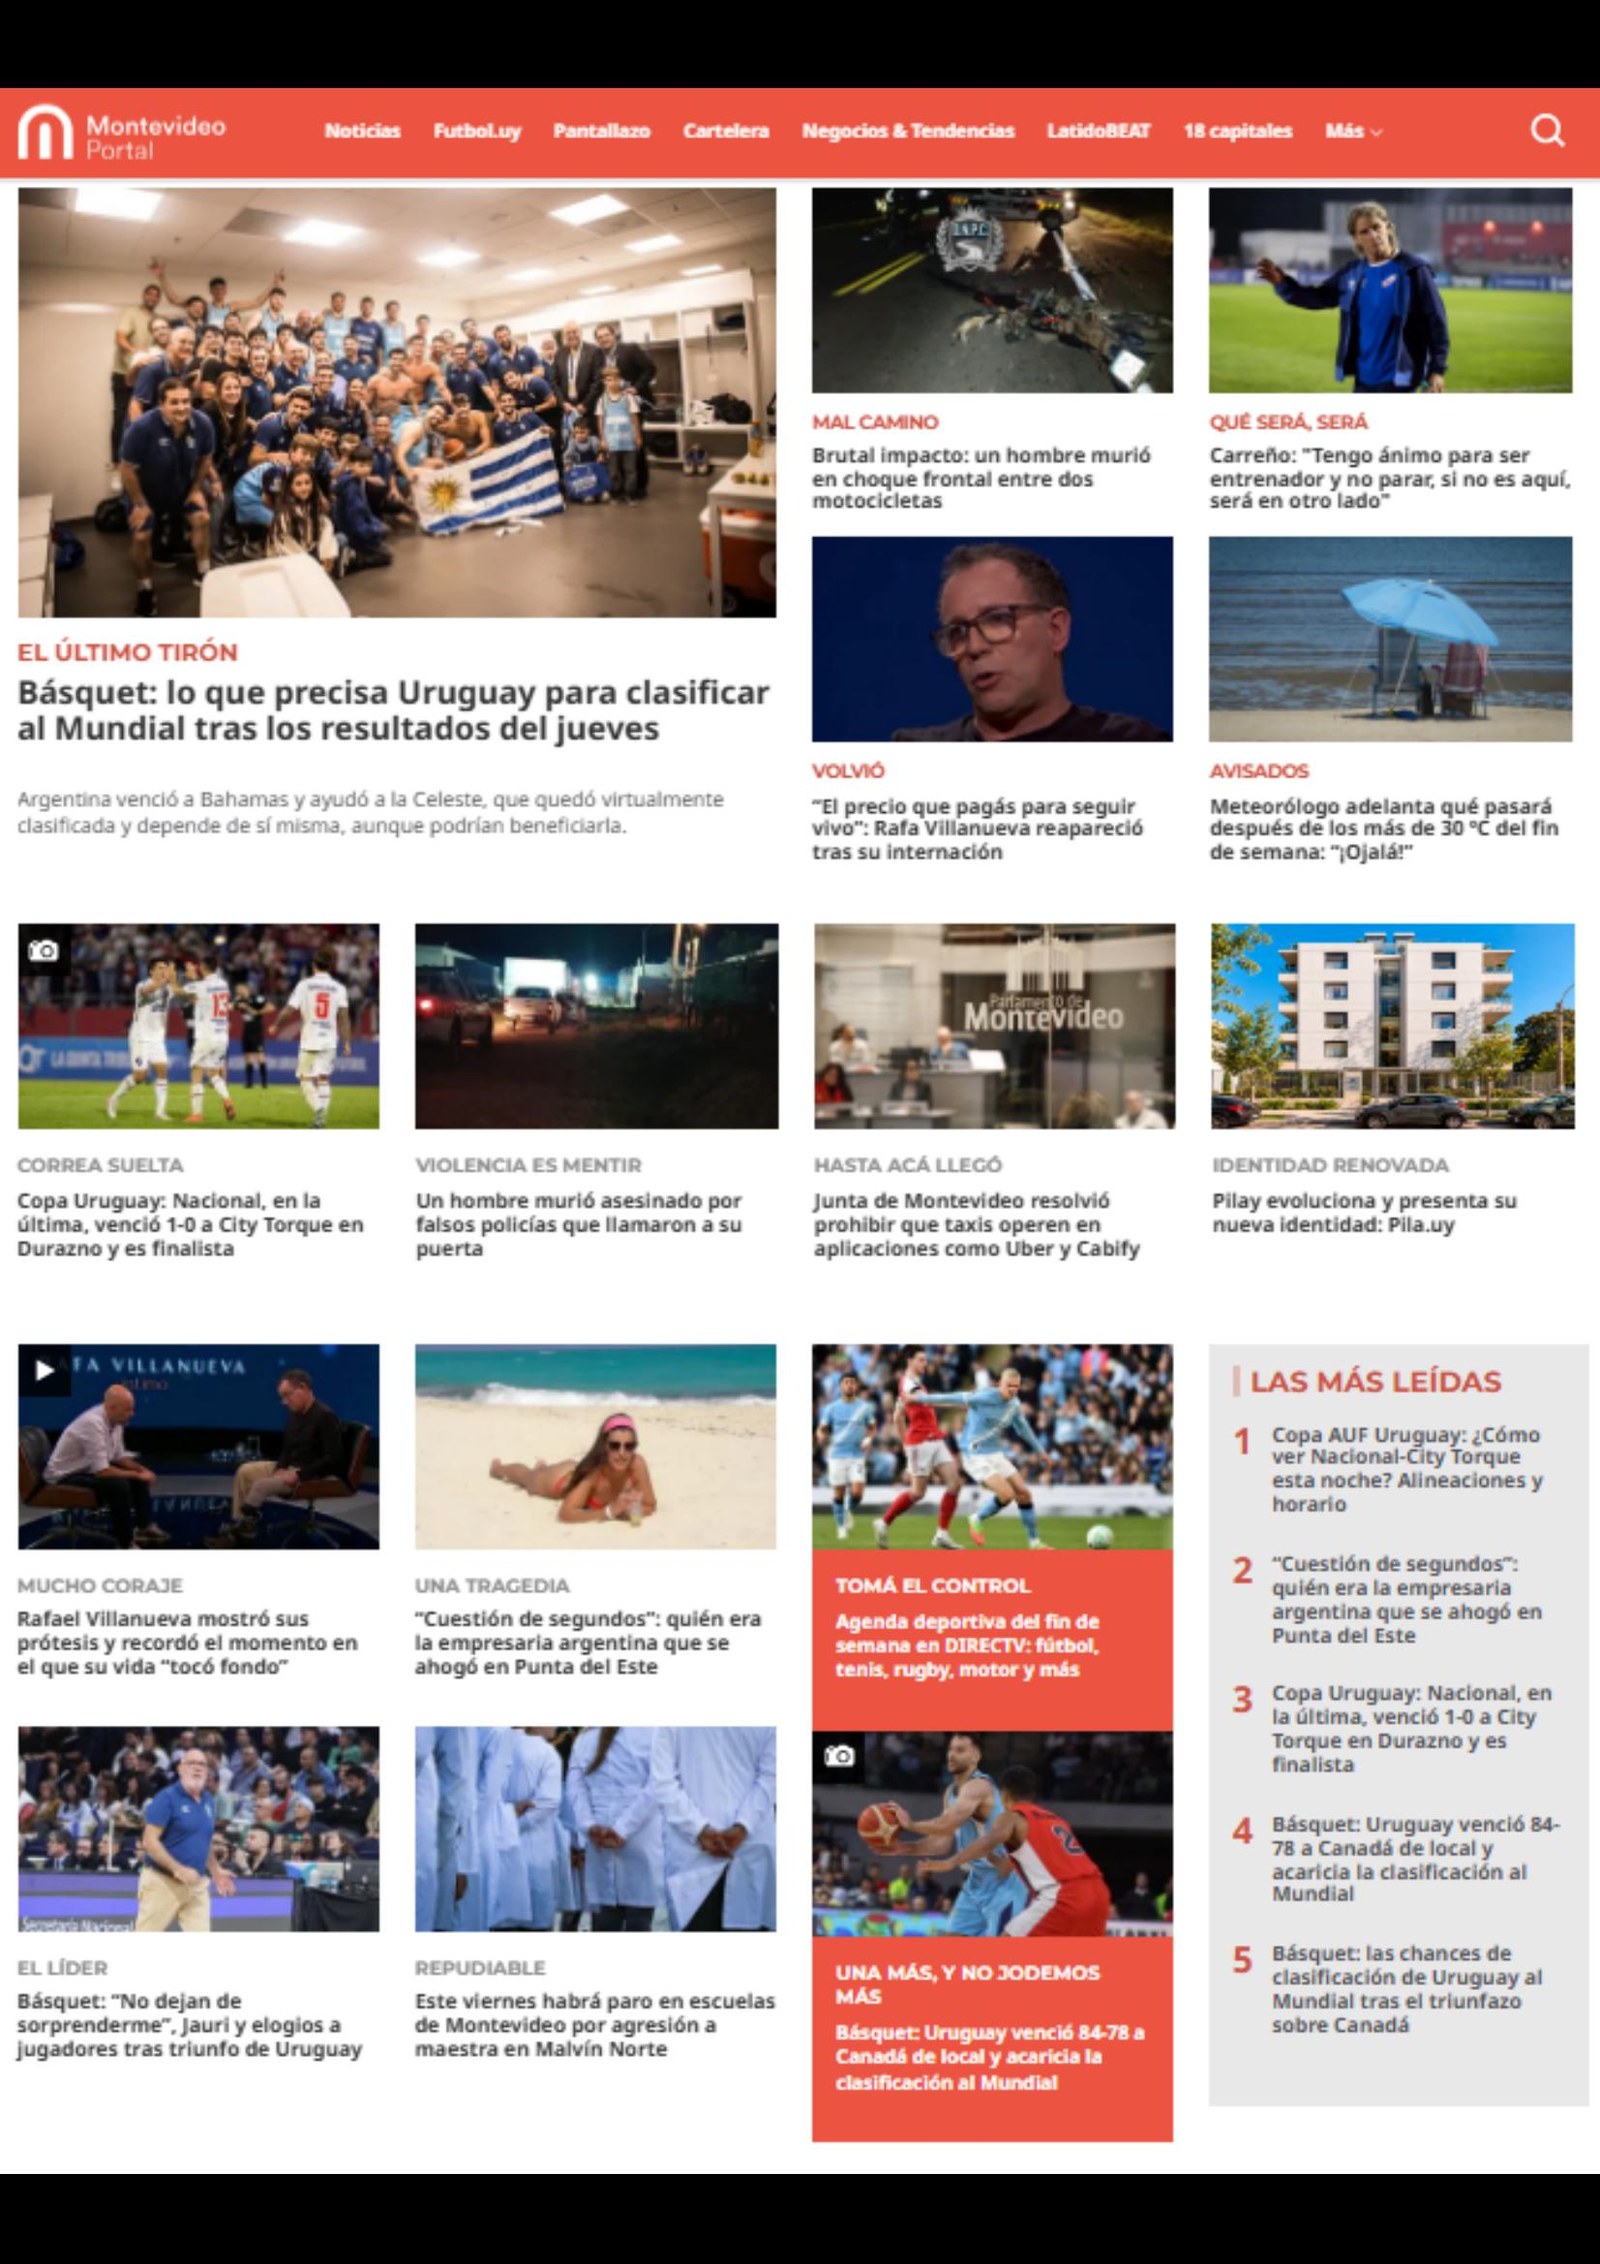 Montevideo
Portal
Noticias
Futbol.uy
Pantallazo
Cartelera
Negocios & Tendencias
LatidoBEAT
18 capitales
Más
EL ÚLTIMO TIRÓN
Básquet: lo que precisa Uruguay para clasificar
al Mundial tras los resultados del jueves
Argentina venció a Bahamas y ayudó a la Celeste, que quedó virtualmente
clasificada y depende de sí misma, aunque podrían beneficiarla.
MAL CAMINO
Brutal impacto: un hombre murió
en choque frontal entre dos
motocicletas
QUÉ SERÁ, SERÁ
Carreño: "Tengo ánimo para ser
entrenador y no parar, si no es aquí,
será en otro lado"
VOLVIÓ
“El precio que pagás para seguir
vivo”: Rafa Villanueva reapareció
tras su internación
AVISADOS
Meteorólogo adelanta qué pasará
después de los más de 30 °C del fin
de semana: “¡Ojalá!”
13
5
CORREA SUELTA
Copa Uruguay: Nacional, en la
última, venció 1-0 a City Torque en
Durazno y es finalista
VIOLENCIA ES MENTIR
Un hombre murió asesinado por
falsos policías que llamaron a su
puerta
Parlamento de
Montevideo
HASTA ACÁ LLEGÓ
Junta de Montevideo resolvió
prohibir que taxis operen en
aplicaciones como Uber y Cabify
IDENTIDAD RENOVADA
Pilay evoluciona y presenta su
nueva identidad: Pila.uy
VILLANUEVA
MUCHO CORAJE
Rafael Villanueva mostró sus
prótesis y recordó el momento en
el que su vida “tocó fondo”
UNA TRAGEDIA
“Cuestión de segundos”: quién era
la empresaria argentina que se
ahogó en Punta del Este
TOMÁ EL CONTROL
Agenda deportiva del fin de
semana en DIRECTV: fútbol,
tenis, rugby, motor y más
Secretaría Nacional
EL LÍDER
Básquet: “No dejan de
sorprenderme”, Jauri y elogios a
jugadores tras triunfo de Uruguay
REPUDIABLE
Este viernes habrá paro en escuelas
de Montevideo por agresión a
maestra en Malvín Norte
2
UNA MÁS, Y NO JODEMOS
MÁS
Básquet: Uruguay venció 84-78 a
Canadá de local y acaricia la
clasificación al Mundial
LAS MÁS LEÍDAS
1 Copa AUF Uruguay: ¿Cómo
ver Nacional-City Torque
esta noche? Alineaciones y
horario
2 “Cuestión de segundos”:
quién era la empresaria
argentina que se ahogó en
Punta del Este
3 Copa Uruguay: Nacional, en
la última, venció 1-0 a City
Torque en Durazno y es
finalista
4 Básquet: Uruguay venció 84-
78 a Canadá de local y
acaricia la clasificación al
Mundial
5 Básquet: las chances de
clasificación de Uruguay al
Mundial tras el triunfazo
sobre Canadá